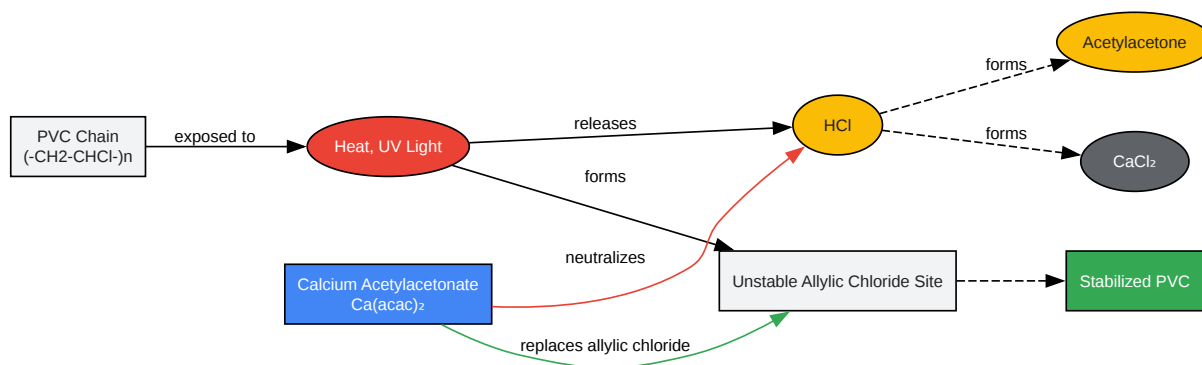 Acetylacetone
forms
PVC Chain
(-CH2-CHCl-)n
exposed to
Heat, UV Light
releases
HCl
forms
CaCl₂
forms
neutralizes
Calcium Acetylacetonate
Ca(acac)₂
Unstable Allylic Chloride Site
Stabilized PVC
replaces allylic chloride